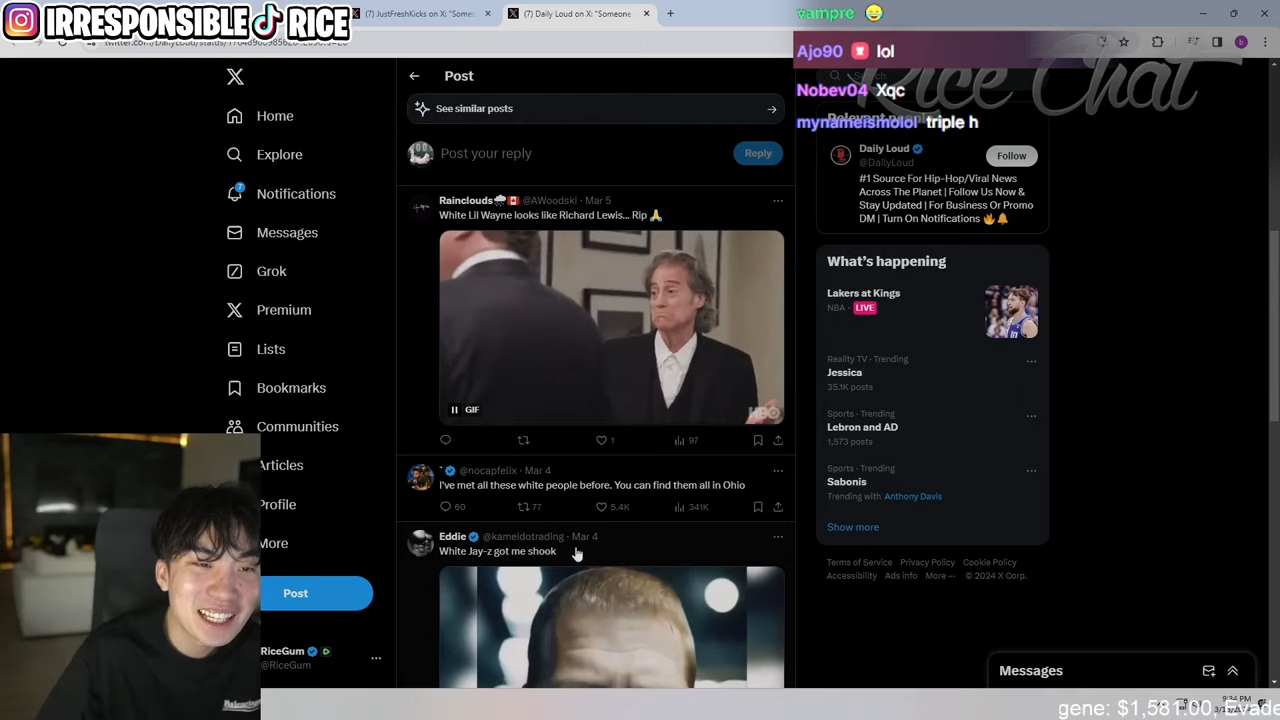 IRRESPONSIBLE RICE
(7) JustFreshKicks on
(7) Daily Loud on X: "Someone
vampre
Ajo90 lol
Nobev04 Xqc
mynameismolol triple h
Rice Chat
Search
Home
Explore
7
Notifications
Messages
Grok
Premium
Lists
Bookmarks
Communities
Articles
Profile
More
Post
RiceGum
@RiceGum
Post
See similar posts
Post your reply
Reply
Rainclouds @AWoodski · Mar 5
White Lil Wayne looks like Richard Lewis... Rip
GIF
HBO
1
97
` @nocapfelix · Mar 4
I've met all these white people before. You can find them all in Ohio
60
77
5.4K
341K
Eddie @kameldotrading · Mar 4
White Jay-z got me shook
Relevant people
Daily Loud
@DailyLoud
Follow
#1 Source For Hip-Hop/Viral News
Across The Planet | Follow Us Now &
Stay Updated | For Business Or Promo
DM | Turn On Notifications
What's happening
Lakers at Kings
NBA · LIVE
Reality TV · Trending
Jessica
35.1K posts
Sports · Trending
Lebron and AD
1,573 posts
Sports · Trending
Sabonis
Trending with Anthony Davis
Show more
Terms of Service Privacy Policy Cookie Policy
Accessibility Ads info More ··· © 2024 X Corp.
Messages
gene: $1,581.00, Evade